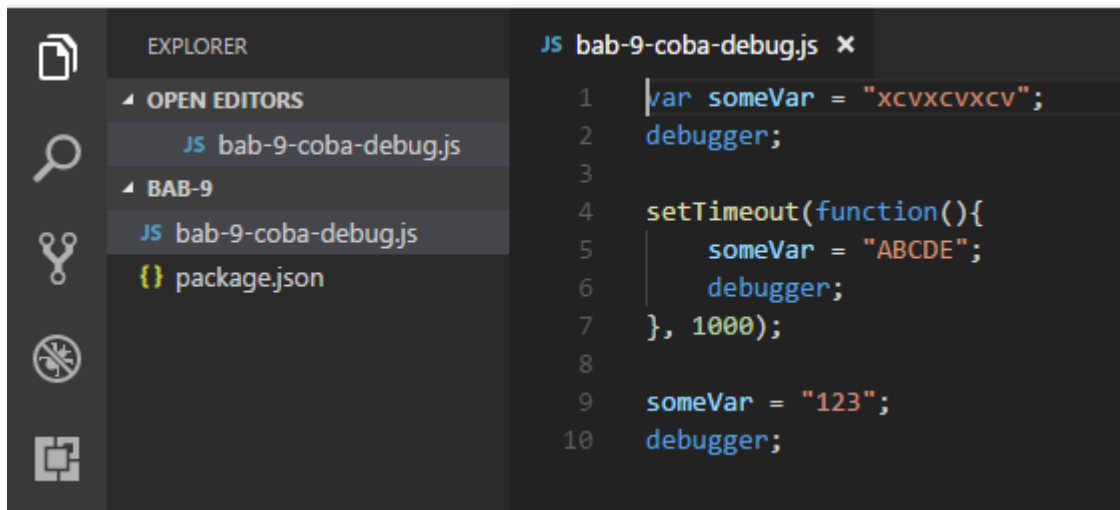 EXPLORER
OPEN EDITORS
JS bab-9-coba-debug.js
BAB-9
JS bab-9-coba-debug.js
{} package.json
JS bab-9-coba-debug.js ×
1 var someVar = "xcvxcvxcv";
2 debugger;
3
4 setTimeout(function(){
5     someVar = "ABCDE";
6     debugger;
7 }, 1000);
8
9 someVar = "123";
10 debugger;